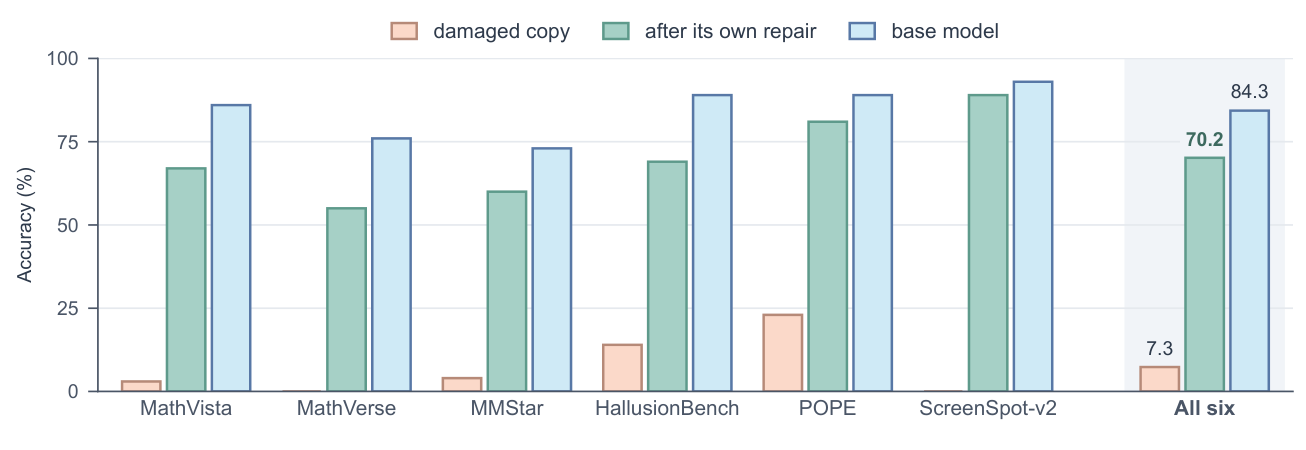 damaged copy after its own repair base model
100
75
50
25
0
Accuracy (%)
84.3
70.2
7.3
MathVista MathVerse MMStar HallusionBench POPE ScreenSpot-v2 All six